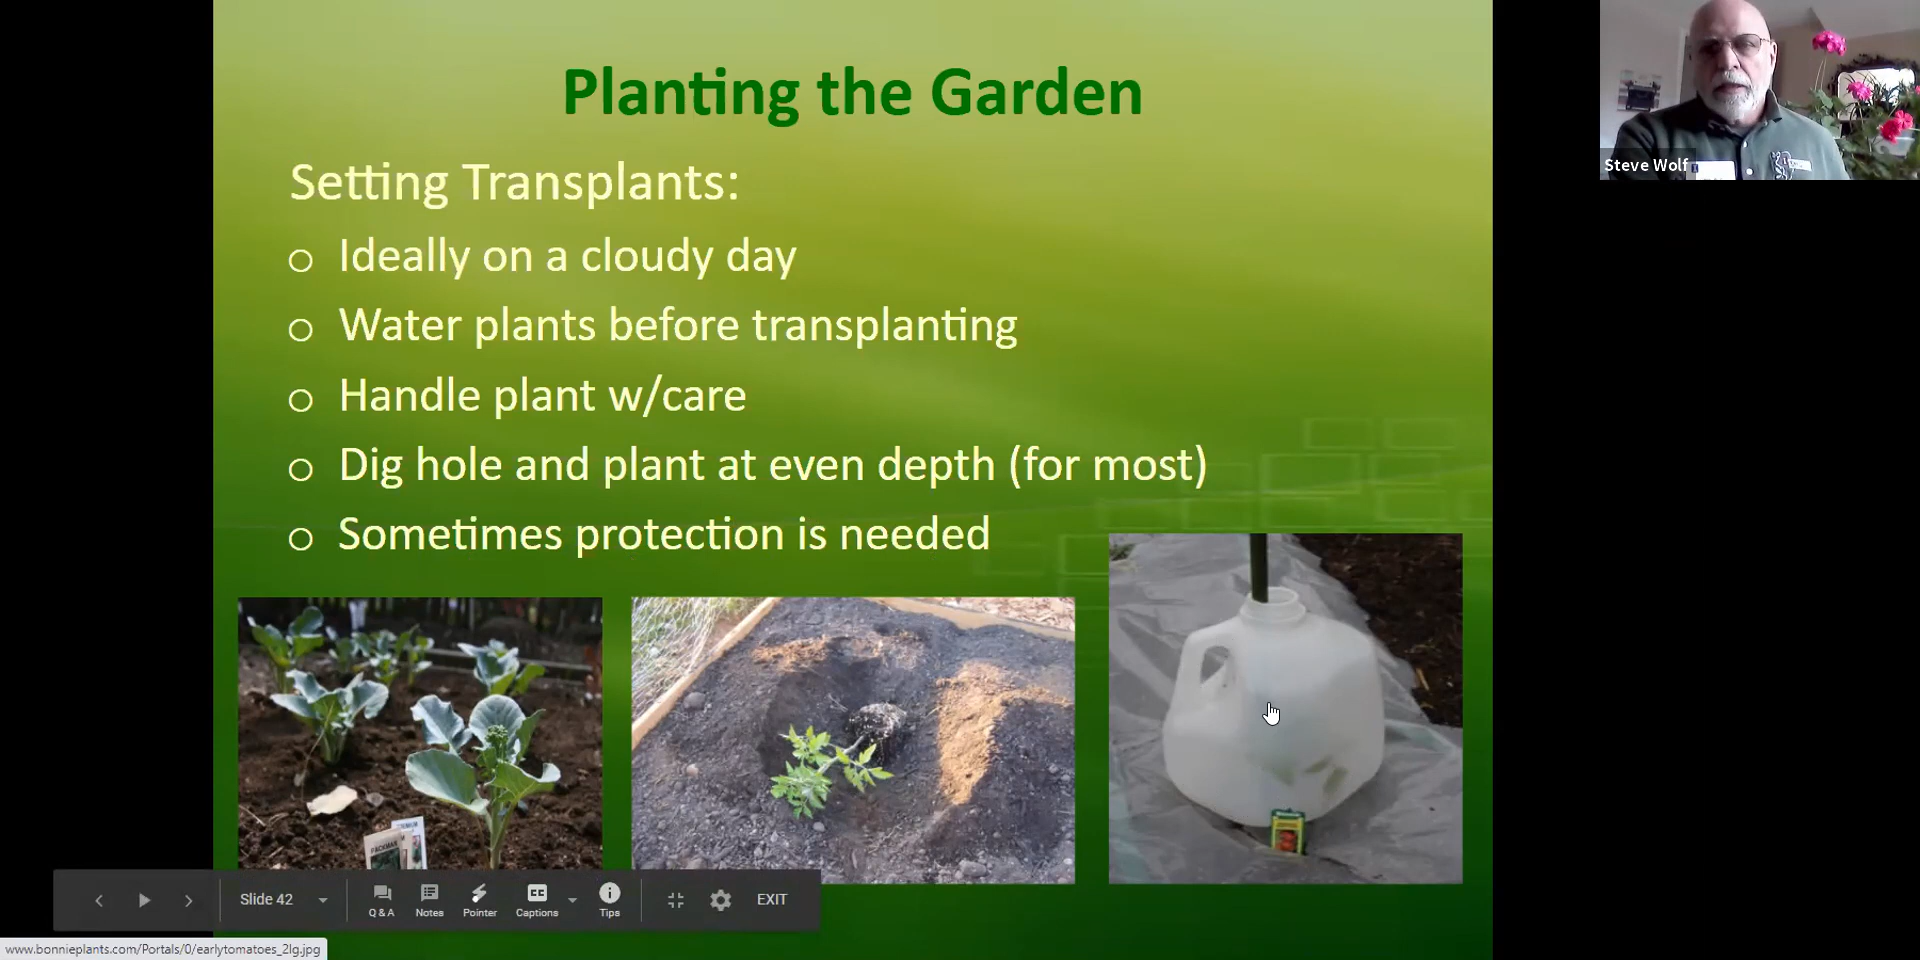 Planting the Garden
Setting Transplants:
Ideally on a cloudy day
Water plants before transplanting
Handle plant w/care
Dig hole and plant at even depth (for most)
Sometimes protection is needed
Steve Wolf
PACKMAN
Slide 42
Q & A
Notes
Pointer
CC
Captions
Tips
EXIT
www.bonnieplants.com/Portals/0/earlytomatoes_2lg.jpg